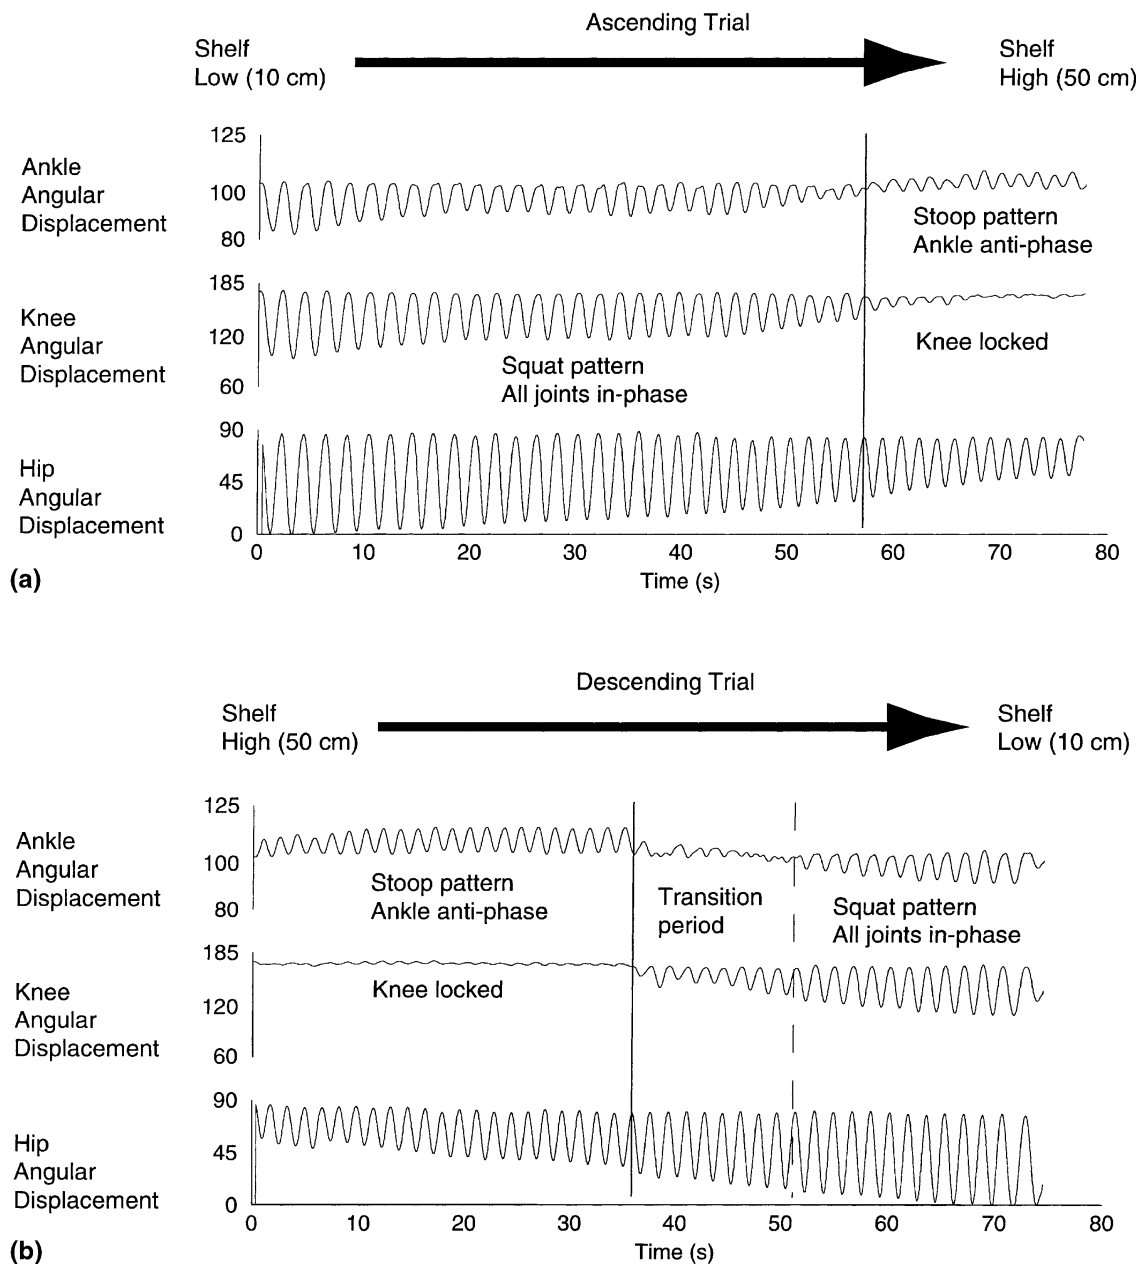 Ascending Trial
Shelf
Low (10 cm)
Shelf
High (50 cm)
Ankle
Angular
Displacement
125
100
80
Stoop pattern
Ankle anti-phase
Knee
Angular
Displacement
185
120
60
Knee locked
Squat pattern
All joints in-phase
Hip
Angular
Displacement
90
45
0
0 10 20 30 40 50 60 70 80
Time (s)
(a)
Descending Trial
Shelf
High (50 cm)
Shelf
Low (10 cm)
Ankle
Angular
Displacement
125
100
80
Stoop pattern
Ankle anti-phase
Transition
period
Squat pattern
All joints in-phase
Knee
Angular
Displacement
185
120
60
Knee locked
Hip
Angular
Displacement
90
45
0
0 10 20 30 40 50 60 70 80
Time (s)
(b)